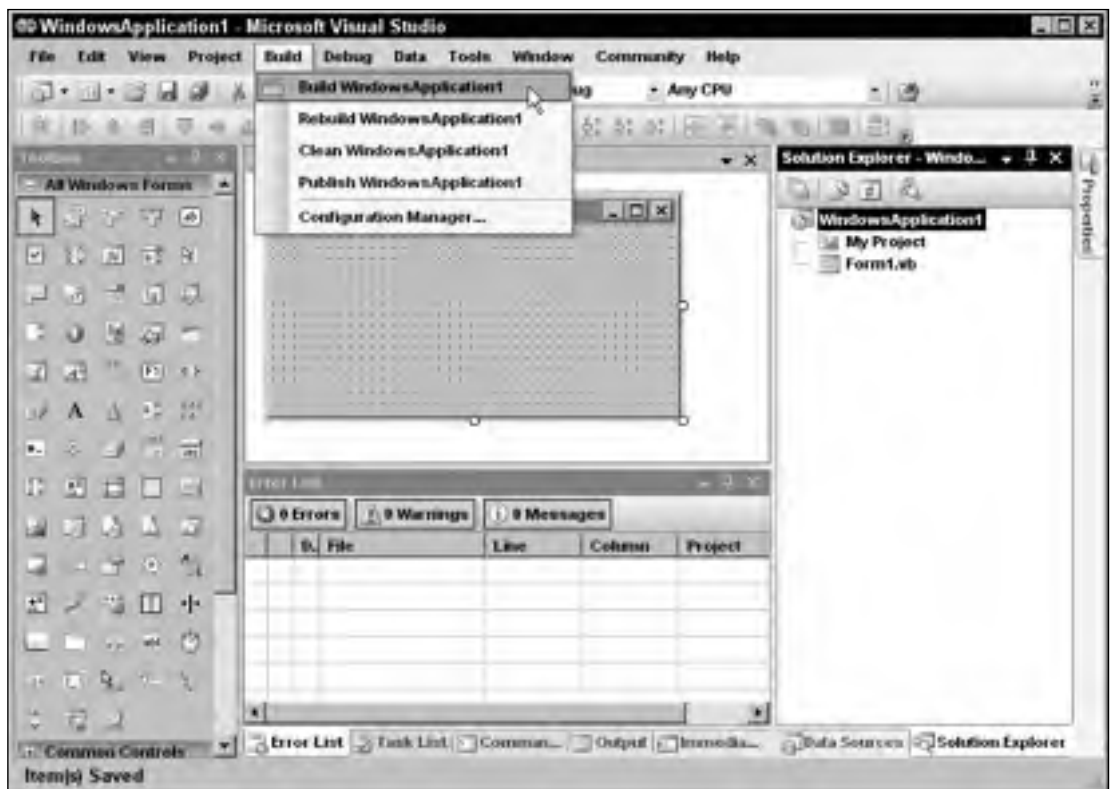 WindowsApplication1 - Microsoft Visual Studio
File Edit View Project Build Debug Data Tools Window Community Help
Build WindowsApplication1
Rebuild WindowsApplication1
Clean WindowsApplication1
Publish WindowsApplication1
Configuration Manager...
ug Any CPU
Toolbox
All Windows Forms
Common Controls
Solution Explorer - Windo...
WindowsApplication1
My Project
Form1.vb
Properties
Error List
0 Errors 0 Warnings 0 Messages
D. File Line Column Project
Error List Task List Comman... Output Immedia...
Data Sources Solution Explorer
Item(s) Saved